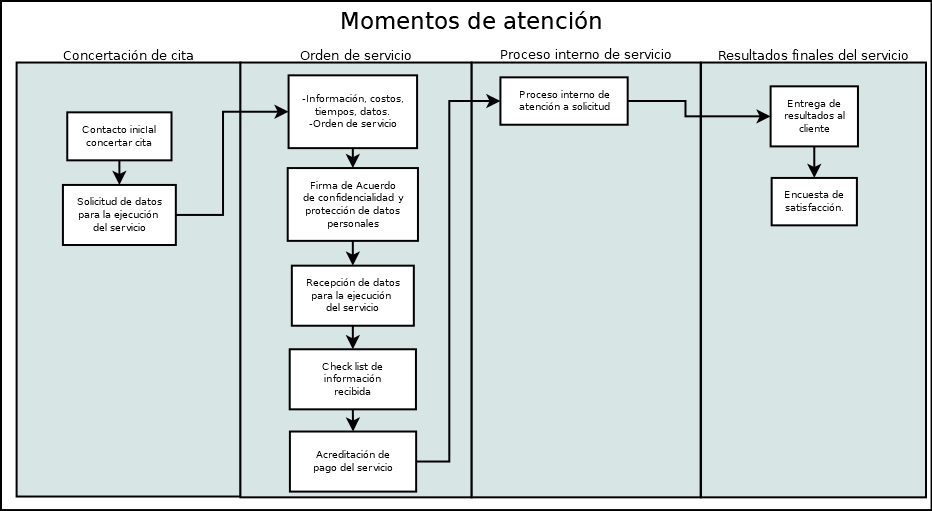 Momentos de atención
Concertación de cita
Orden de servicio
Proceso interno de servicio
Resultados finales del servicio
Contacto inicIal
concertar cita
Solicitud de datos
para la ejecución
del servicio
-Información, costos,
tiempos, datos.
-Orden de servicio
Firma de Acuerdo
de confidencialidad y
protección de datos
personales
Recepción de datos
para la ejecución
del servicio
Check list de
información
recibida
Acreditación de
pago del servicio
Proceso interno de
atención a solicitud
Entrega de
resultados al
cliente
Encuesta de
satisfacción.